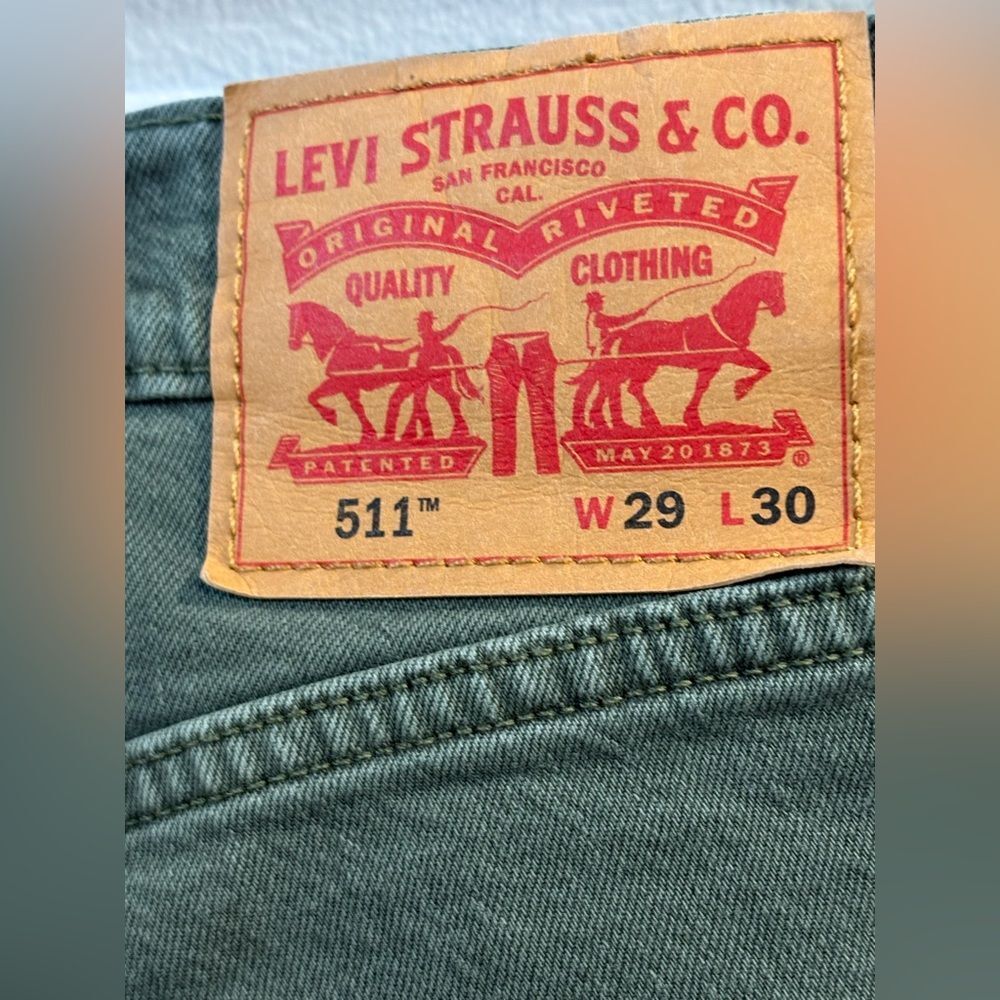 LEVI STRAUSS & CO.
SAN FRANCISCO
CAL.
ORIGINAL RIVETED
QUALITY CLOTHING
PATENTED MAY 20 1873 ®
511™ W 29 L 30